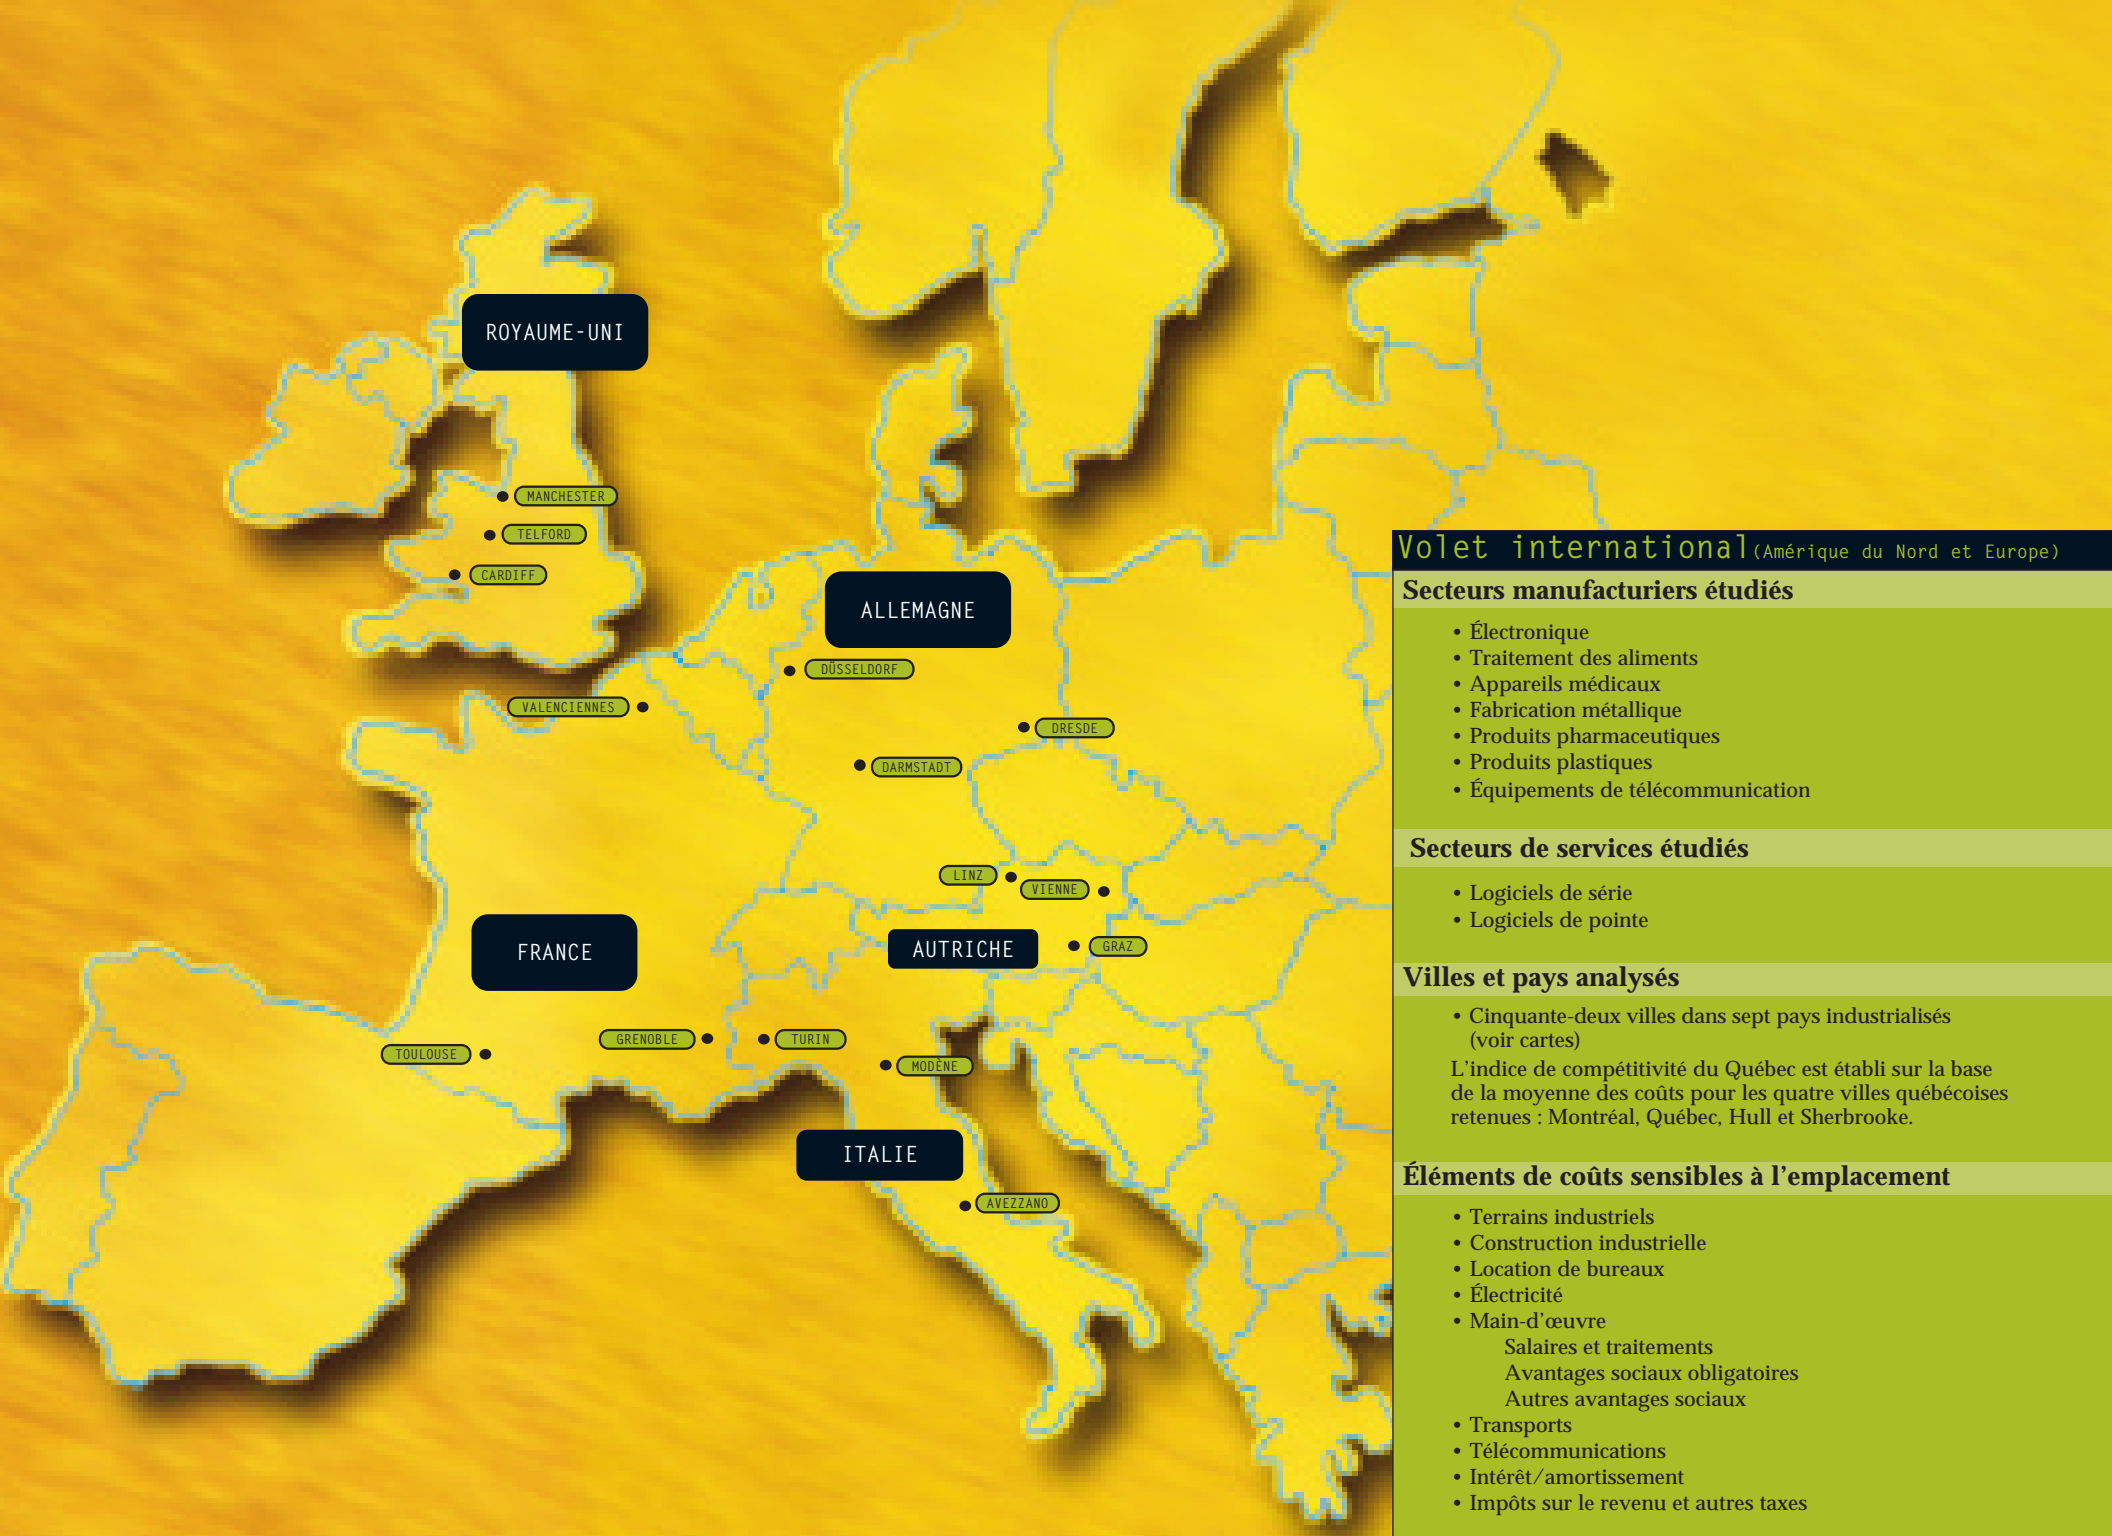 ROYAUME-UNI
MANCHESTER
TELFORD
CARDIFF
ALLEMAGNE
DÜSSELDORF
VALENCIENNES
DRESDE
DARMSTADT
LINZ
VIENNE
FRANCE
AUTRICHE
GRAZ
TOULOUSE
GRENOBLE
TURIN
MODÈNE
ITALIE
AVEZZANO
Volet international (Amérique du Nord et Europe)
Secteurs manufacturiers étudiés
• Électronique
• Traitement des aliments
• Appareils médicaux
• Fabrication métallique
• Produits pharmaceutiques
• Produits plastiques
• Équipements de télécommunication
Secteurs de services étudiés
• Logiciels de série
• Logiciels de pointe
Villes et pays analysés
• Cinquante-deux villes dans sept pays industrialisés
(voir cartes)
L'indice de compétitivité du Québec est établi sur la base
de la moyenne des coûts pour les quatre villes québécoises
retenues : Montréal, Québec, Hull et Sherbrooke.
Éléments de coûts sensibles à l'emplacement
• Terrains industriels
• Construction industrielle
• Location de bureaux
• Électricité
• Main-d'œuvre
Salaires et traitements
Avantages sociaux obligatoires
Autres avantages sociaux
• Transports
• Télécommunications
• Intérêt/amortissement
• Impôts sur le revenu et autres taxes